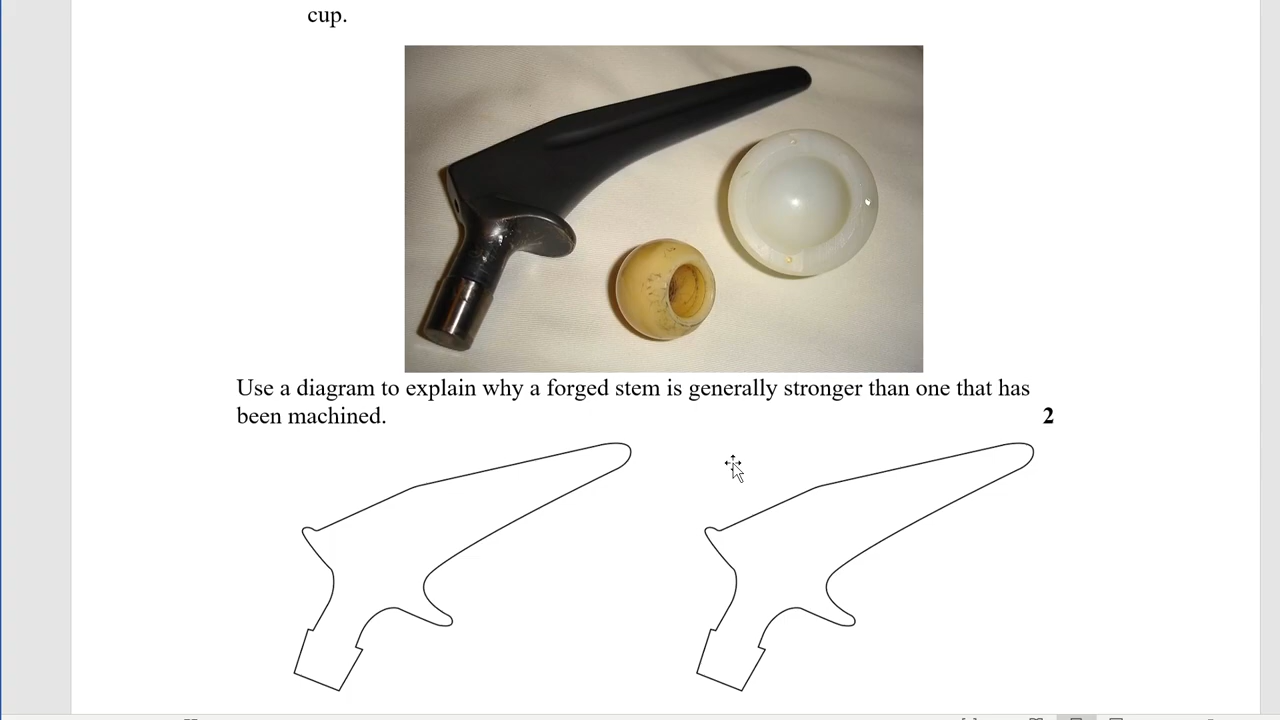 cup.
Use a diagram to explain why a forged stem is generally stronger than one that has
been machined.
2